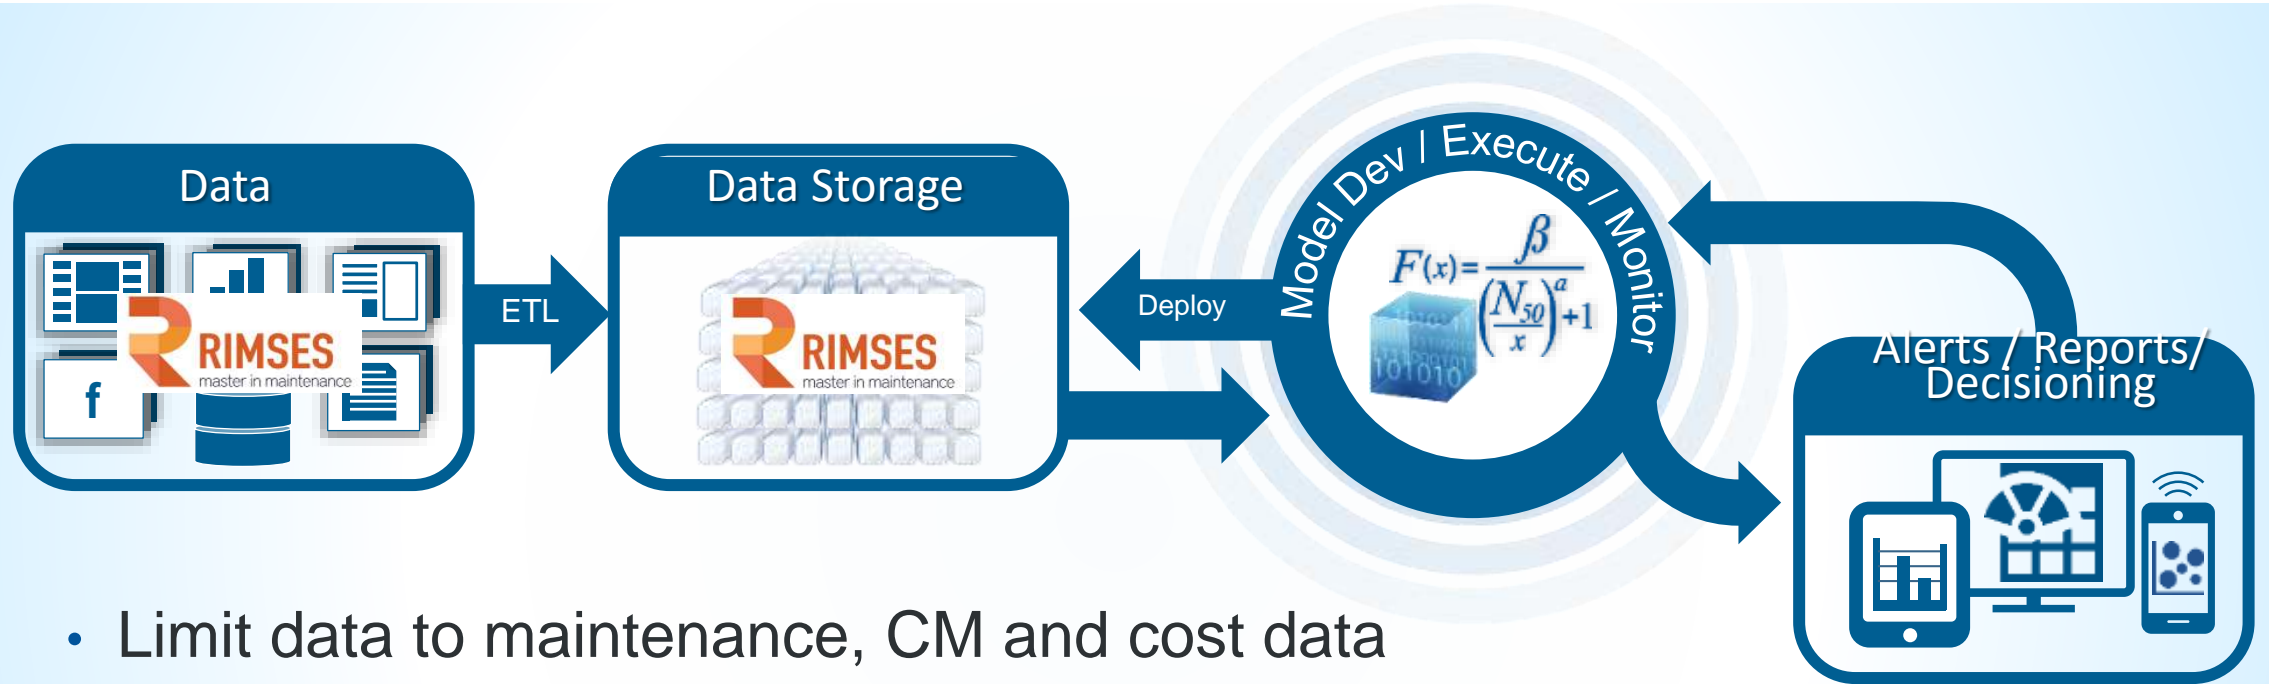 Data
Data Storage
Model Dev / Execute / Monitor
F(x)=β/((N50/x)^a+1)
101010
ETL
Deploy
RIMSES
master in maintenance
RIMSES
master in maintenance
f
Alerts / Reports/
Decisioning
• Limit data to maintenance, CM and cost data